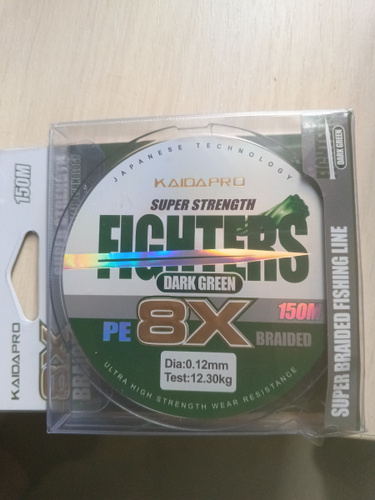 JAPANESE TECHNOLOGY
KAIDAPRO
SUPER STRENGTH
FIGHTERS
DARK GREEN
150M
PE 8X BRAIDED
Dia:0.12mm
Test:12.30kg
ULTRA HIGH STRENGTH WEAR RESISTANCE
150M
KAIDAPRO
8X
FIGHTERS
DARK GREEN
SUPER BRAIDED FISHING LINE